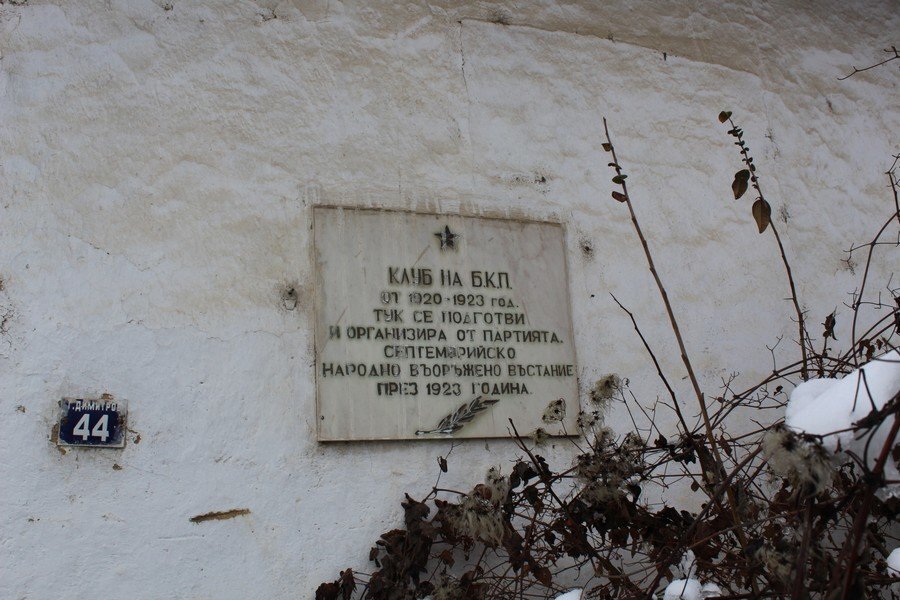 КЛУБ НА Б.К.П.
ОТ 1920 - 1923 ГОД.
ТУК СЕ ПОДГОТВИ
И ОРГАНИЗИРА ОТ ПАРТИЯТА.
СЕПТЕМВРИЙСКО
НАРОДНО ВЪОРЪЖЕНО ВЪСТАНИЕ
ПРЕЗ 1923 ГОДИНА.
Г. ДИМИТРО
44